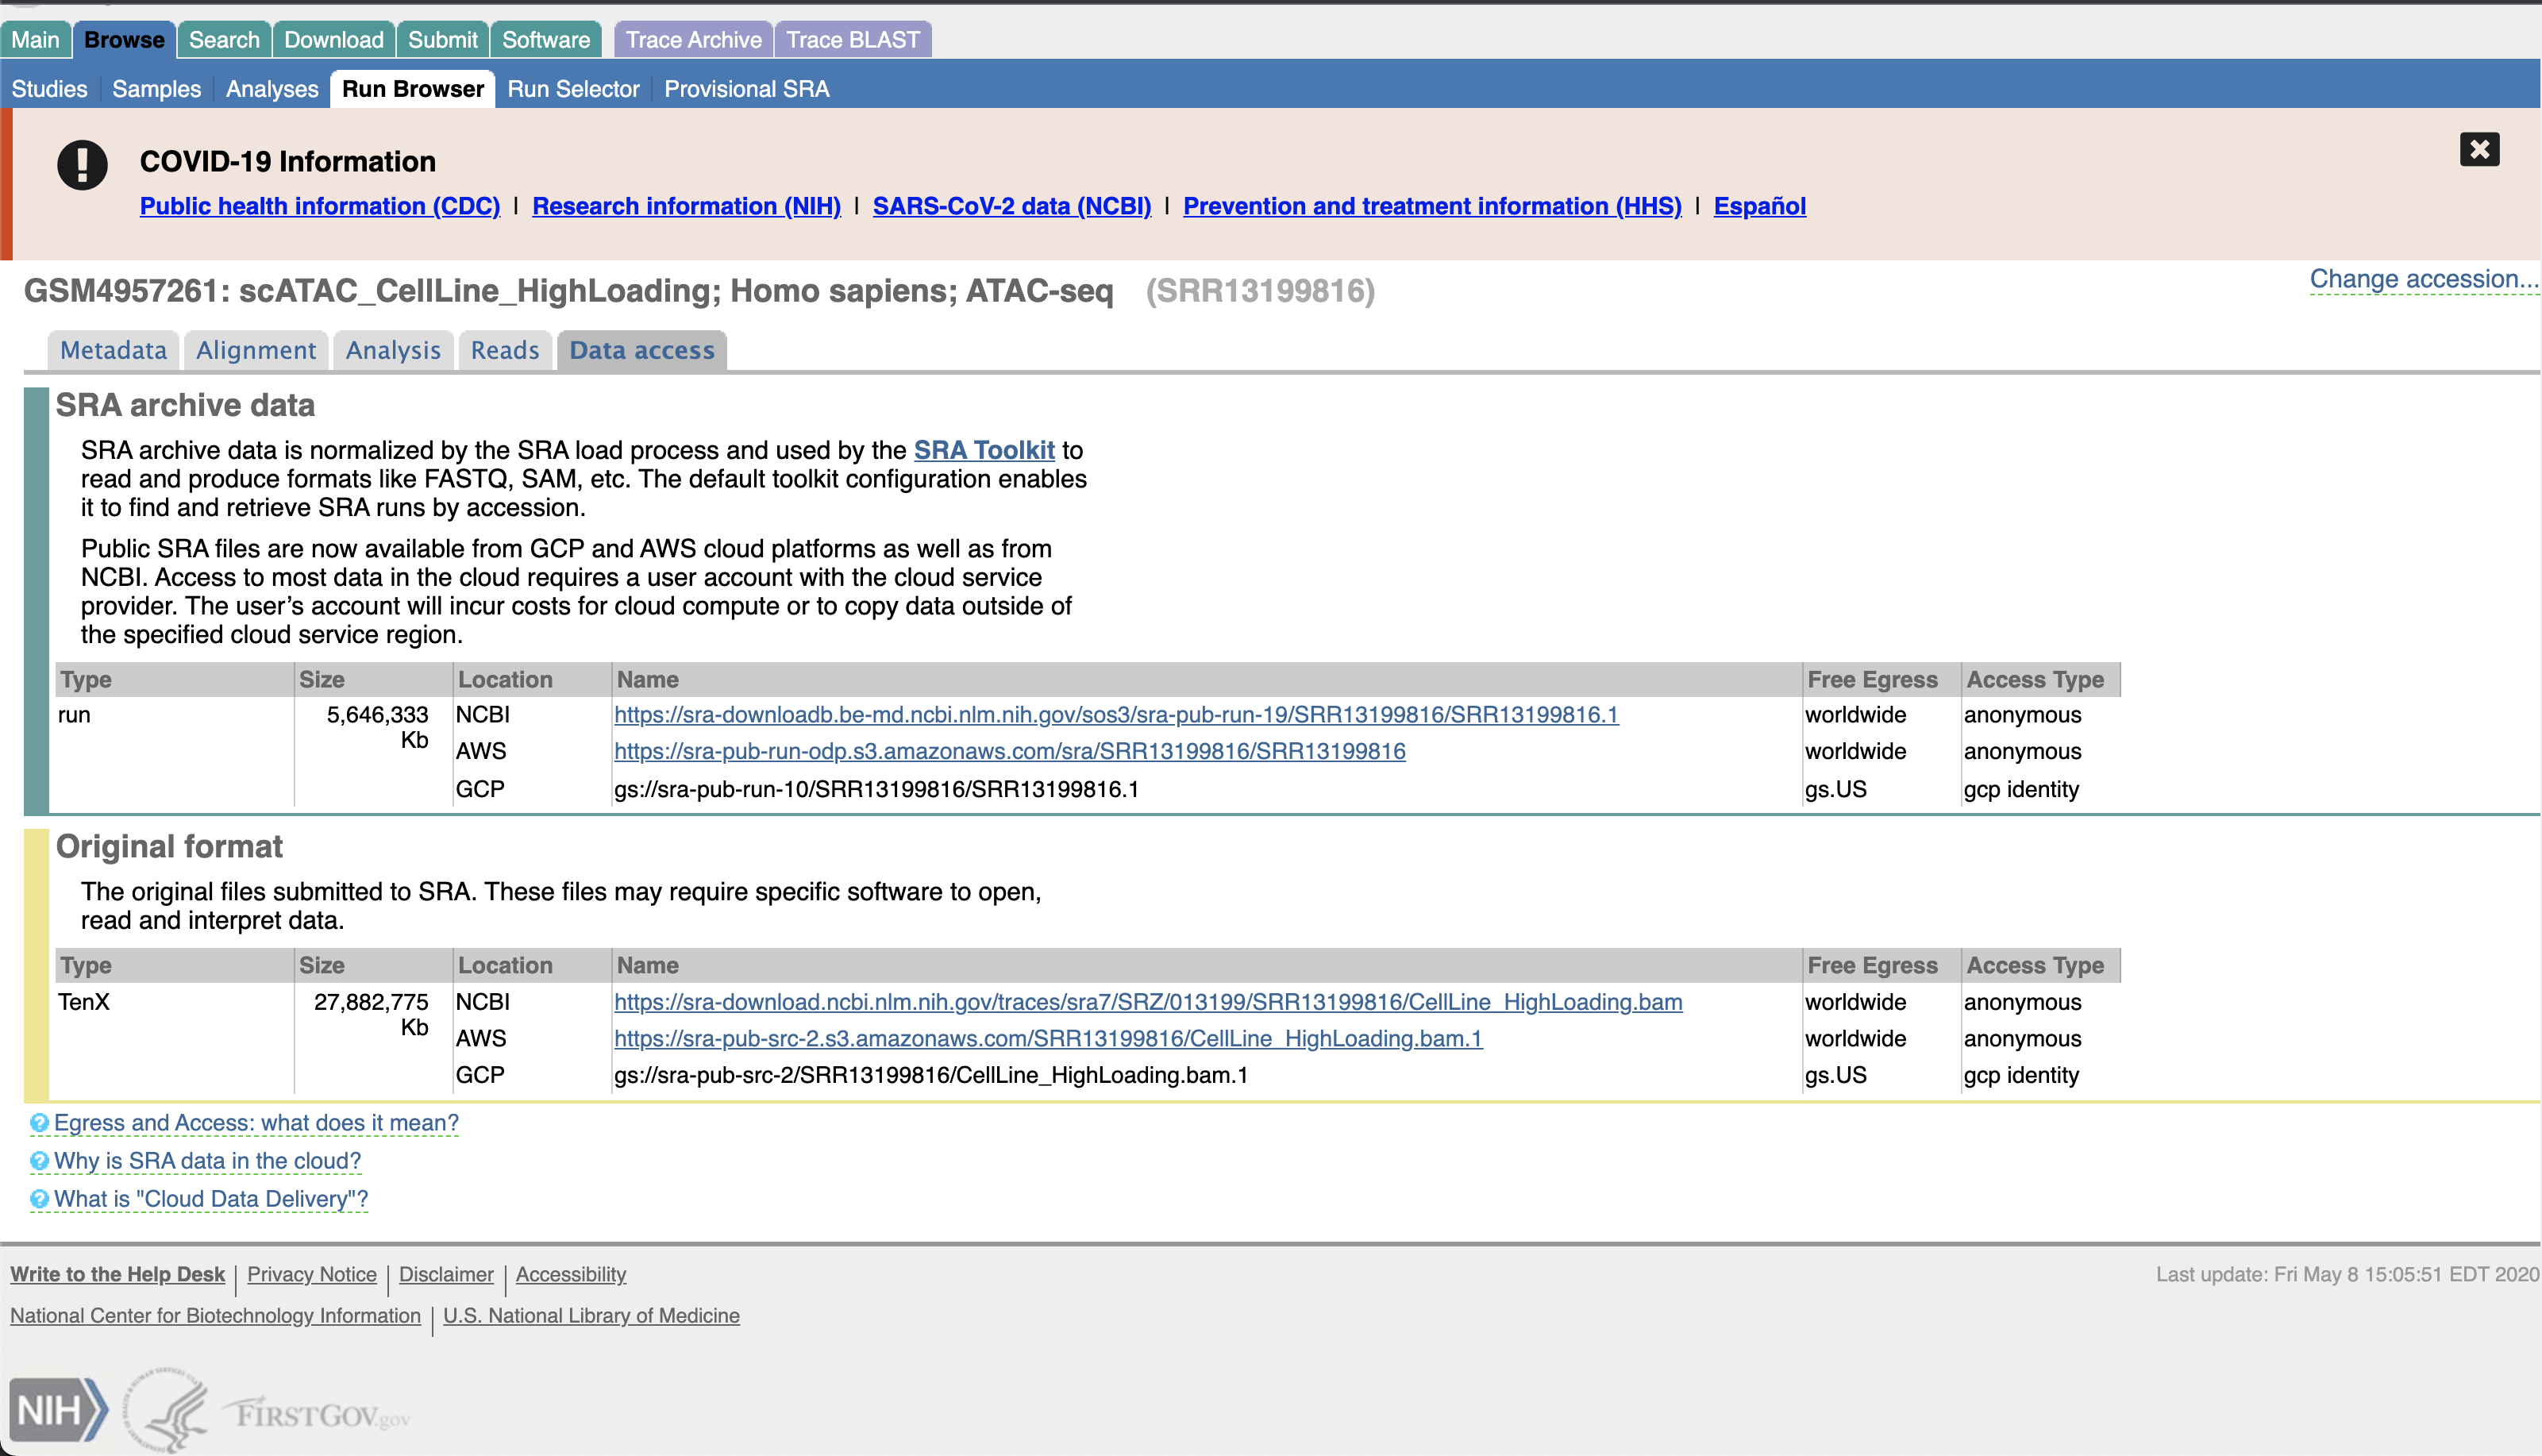 Main Browse Search Download Submit Software Trace Archive Trace BLAST
Studies Samples Analyses Run Browser Run Selector Provisional SRA
COVID-19 Information
Public health information (CDC) | Research information (NIH) | SARS-CoV-2 data (NCBI) | Prevention and treatment information (HHS) | Español
GSM4957261: scATAC_CellLine_HighLoading; Homo sapiens; ATAC-seq (SRR13199816)
Change accession...
Metadata Alignment Analysis Reads Data access
SRA archive data
SRA archive data is normalized by the SRA load process and used by the SRA Toolkit to
read and produce formats like FASTQ, SAM, etc. The default toolkit configuration enables
it to find and retrieve SRA runs by accession.
Public SRA files are now available from GCP and AWS cloud platforms as well as from
NCBI. Access to most data in the cloud requires a user account with the cloud service
provider. The user’s account will incur costs for cloud compute or to copy data outside of
the specified cloud service region.
Type Size Location Name Free Egress Access Type
run 5,646,333 Kb NCBI https://sra-downloadb.be-md.ncbi.nlm.nih.gov/sos3/sra-pub-run-19/SRR13199816/SRR13199816.1 worldwide anonymous
AWS https://sra-pub-run-odp.s3.amazonaws.com/sra/SRR13199816/SRR13199816 worldwide anonymous
GCP gs://sra-pub-run-10/SRR13199816/SRR13199816.1 gs.US gcp identity
Original format
The original files submitted to SRA. These files may require specific software to open,
read and interpret data.
Type Size Location Name Free Egress Access Type
TenX 27,882,775 Kb NCBI https://sra-download.ncbi.nlm.nih.gov/traces/sra7/SRZ/013199/SRR13199816/CellLine_HighLoading.bam worldwide anonymous
AWS https://sra-pub-src-2.s3.amazonaws.com/SRR13199816/CellLine_HighLoading.bam.1 worldwide anonymous
GCP gs://sra-pub-src-2/SRR13199816/CellLine_HighLoading.bam.1 gs.US gcp identity
Egress and Access: what does it mean?
Why is SRA data in the cloud?
What is "Cloud Data Delivery"?
Write to the Help Desk | Privacy Notice | Disclaimer | Accessibility
Last update: Fri May 8 15:05:51 EDT 2020
National Center for Biotechnology Information | U.S. National Library of Medicine
NIH FIRSTGOV.gov